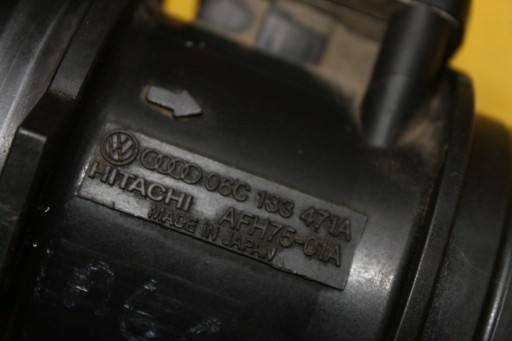 06C 133 471A
HITACHI AFH75-01A
MADE IN JAPAN